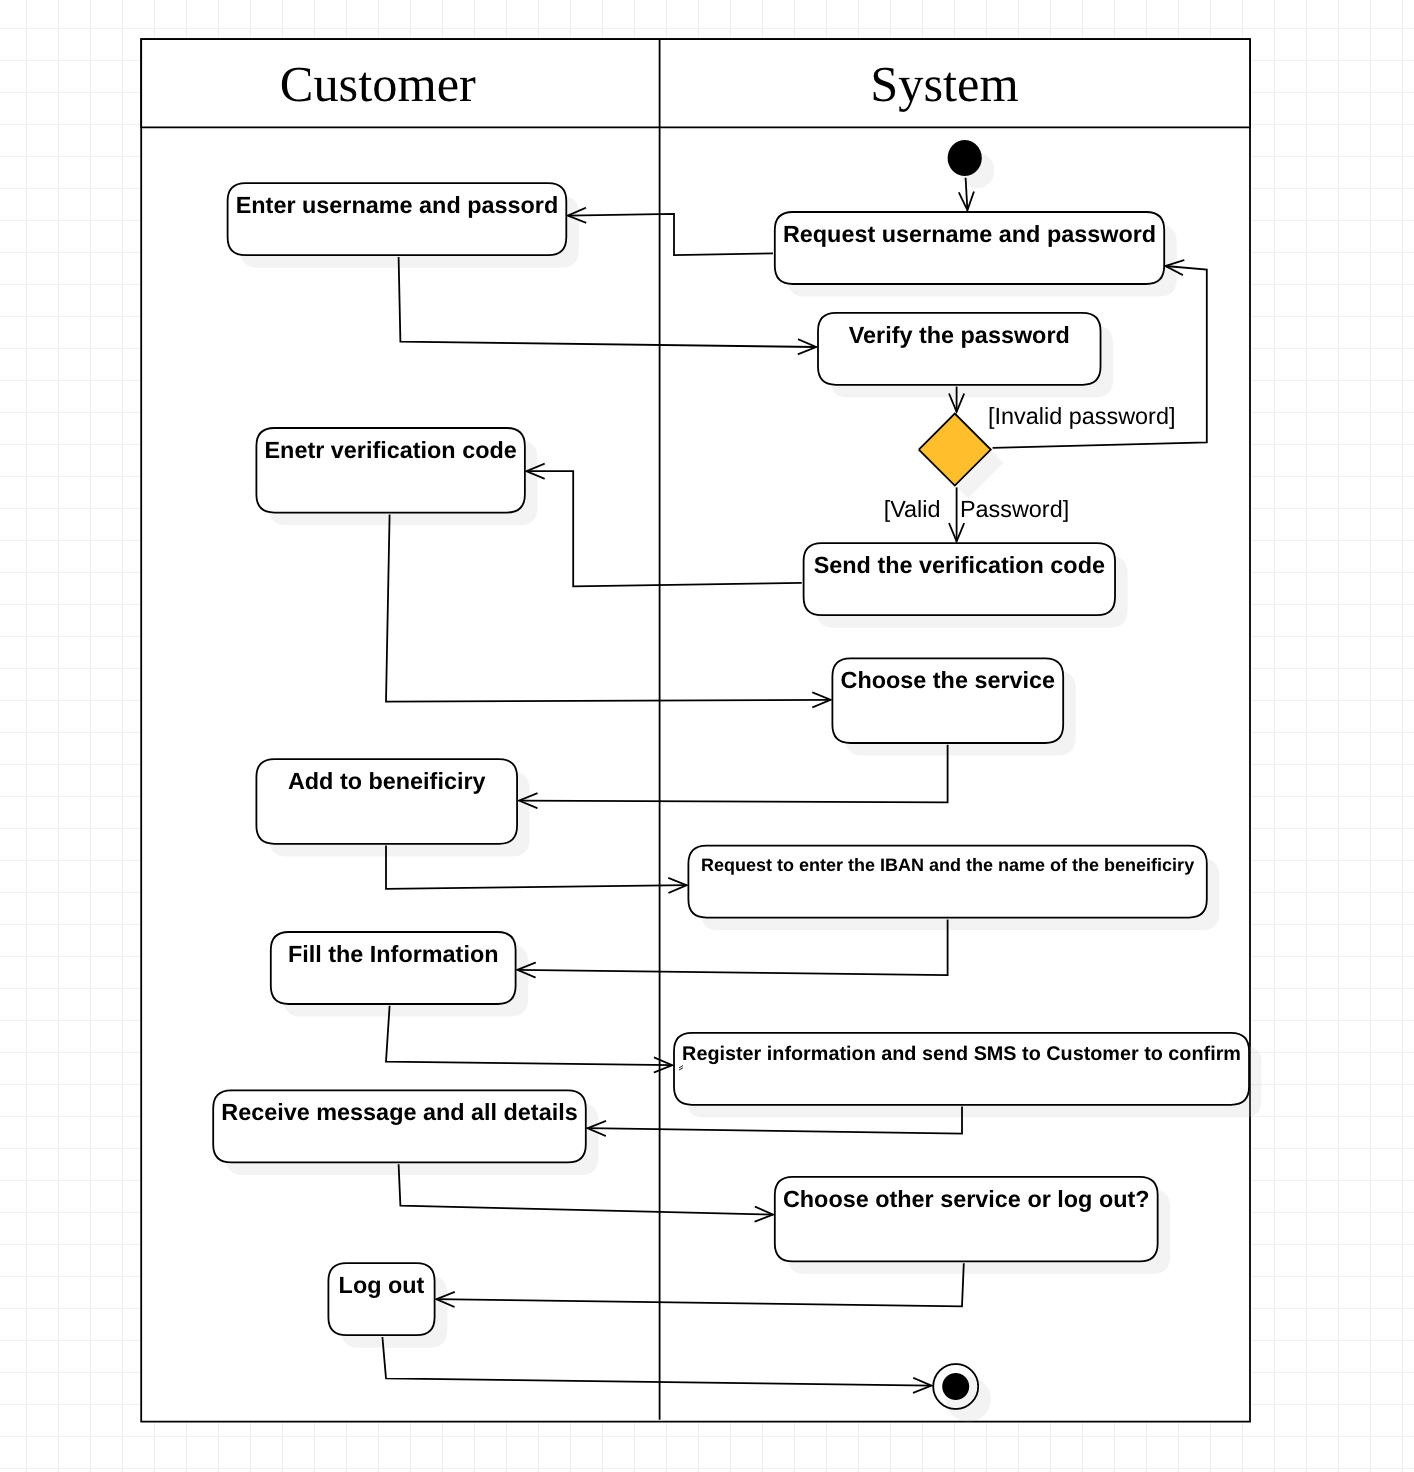 Customer
System
Enter username and passord
Request username and password
Verify the password
[Invalid password]
Enetr verification code
[Valid Password]
Send the verification code
Choose the service
Add to beneificiry
Request to enter the IBAN and the name of the beneificiry
Fill the Information
Register information and send SMS to Customer to confirm
Receive message and all details
Choose other service or log out?
Log out